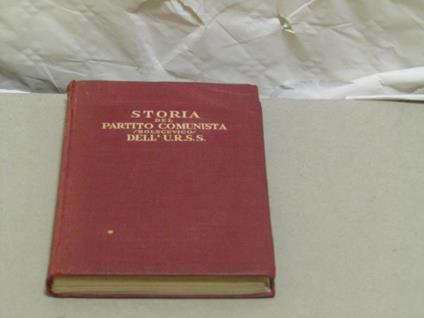 STORIA
DEL
PARTITO COMUNISTA
/BOLSCEVICO/
DELL' U.R.S.S.